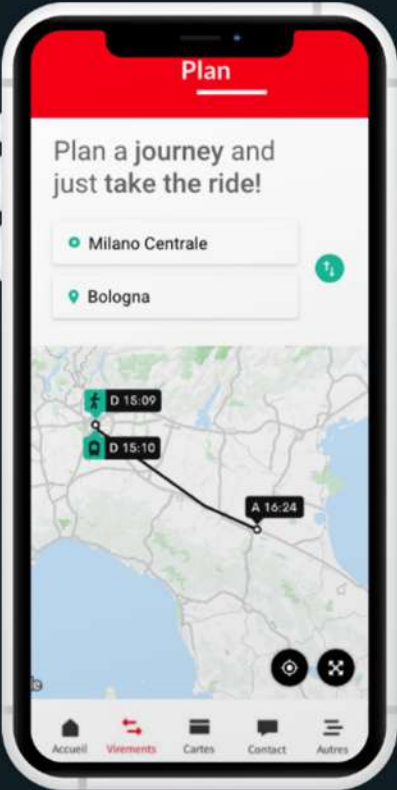 Plan
Plan a journey and
just take the ride!
Milano Centrale
Bologna
D 15:09
D 15:10
A 16:24
Accueil Virements Cartes Contact Autres